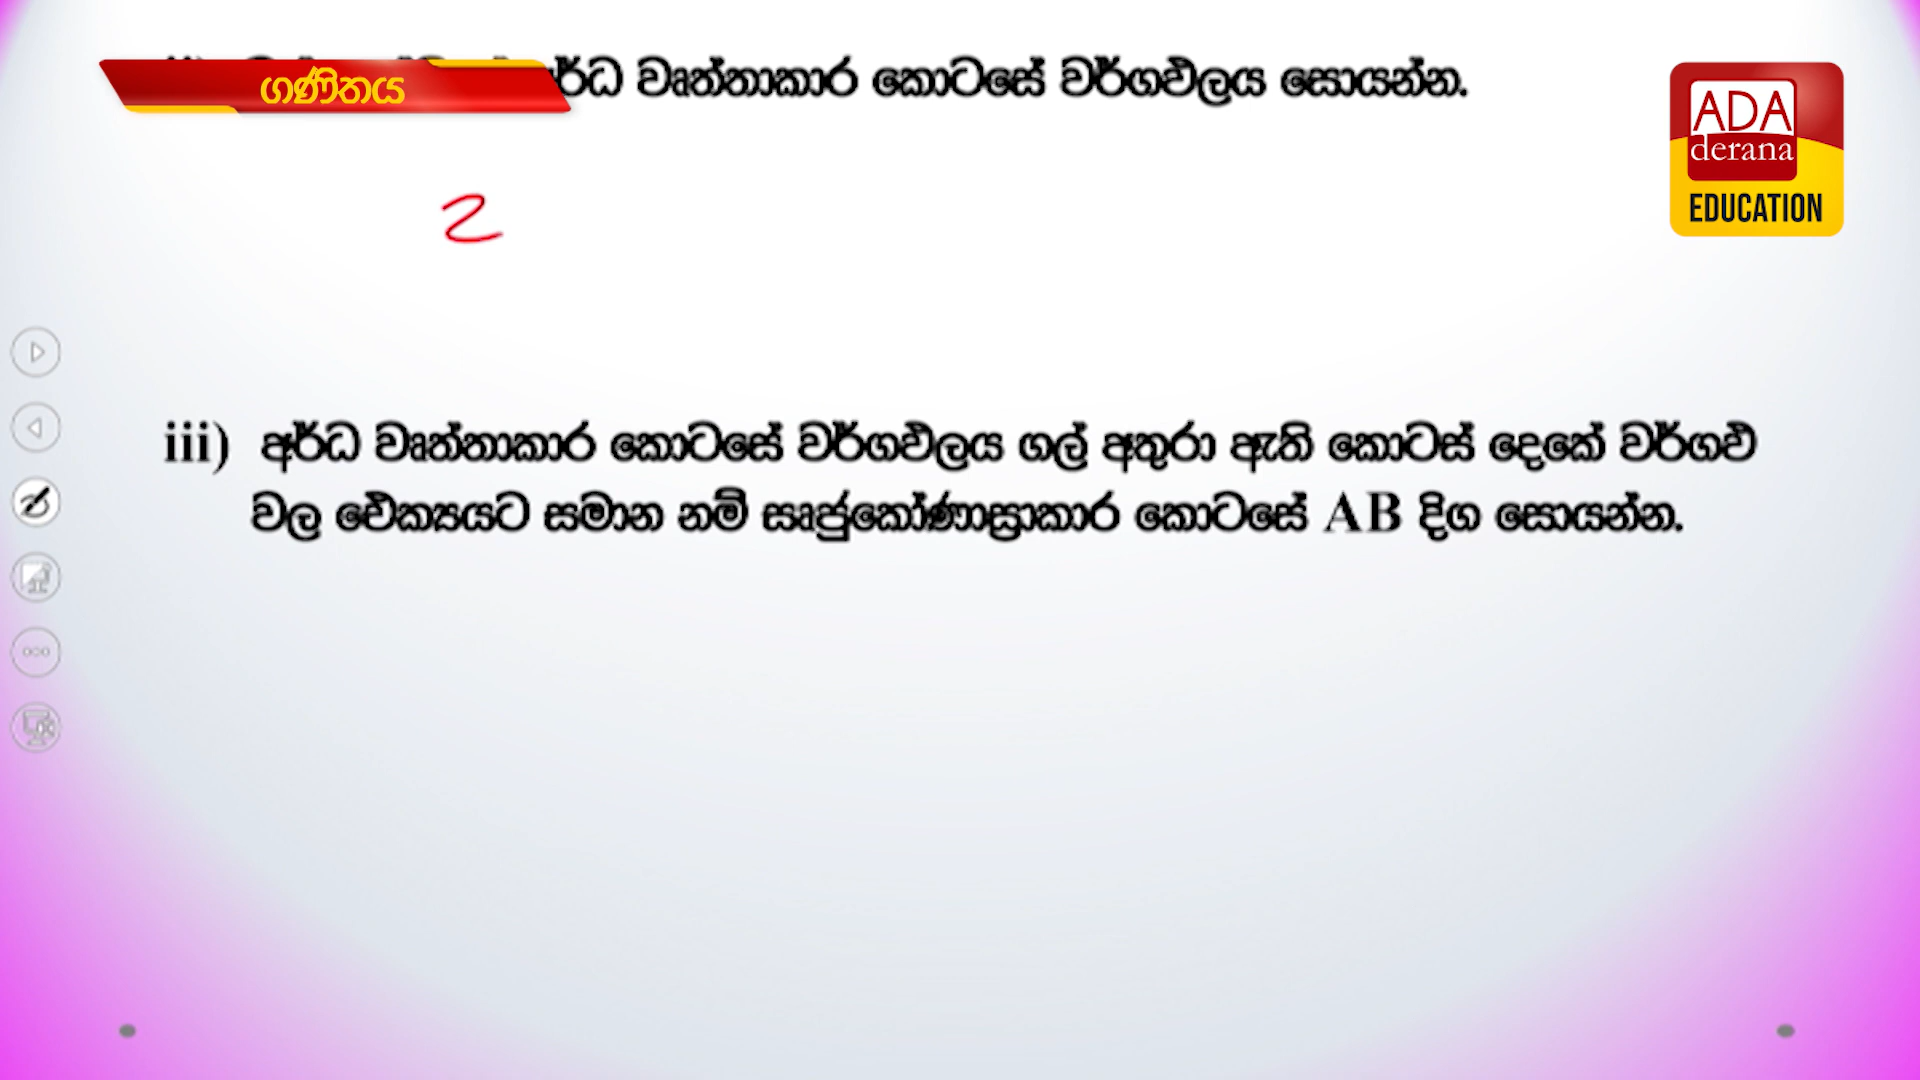 වෘත්තාකාර කොටසේ වර්ගඵලය සොයන්න.
ගණිතය
ADA
derana
EDUCATION
2
iii) අර්ධ වෘත්තාකාර කොටසේ වර්ගඵලය ගල් අතුරා ඇති කොටස් දෙකේ වර්ගඵ
වල ඓක්‍යයට සමාන නම් සෘජුකෝණාස්‍රාකාර කොටසේ AB දිග සොයන්න.